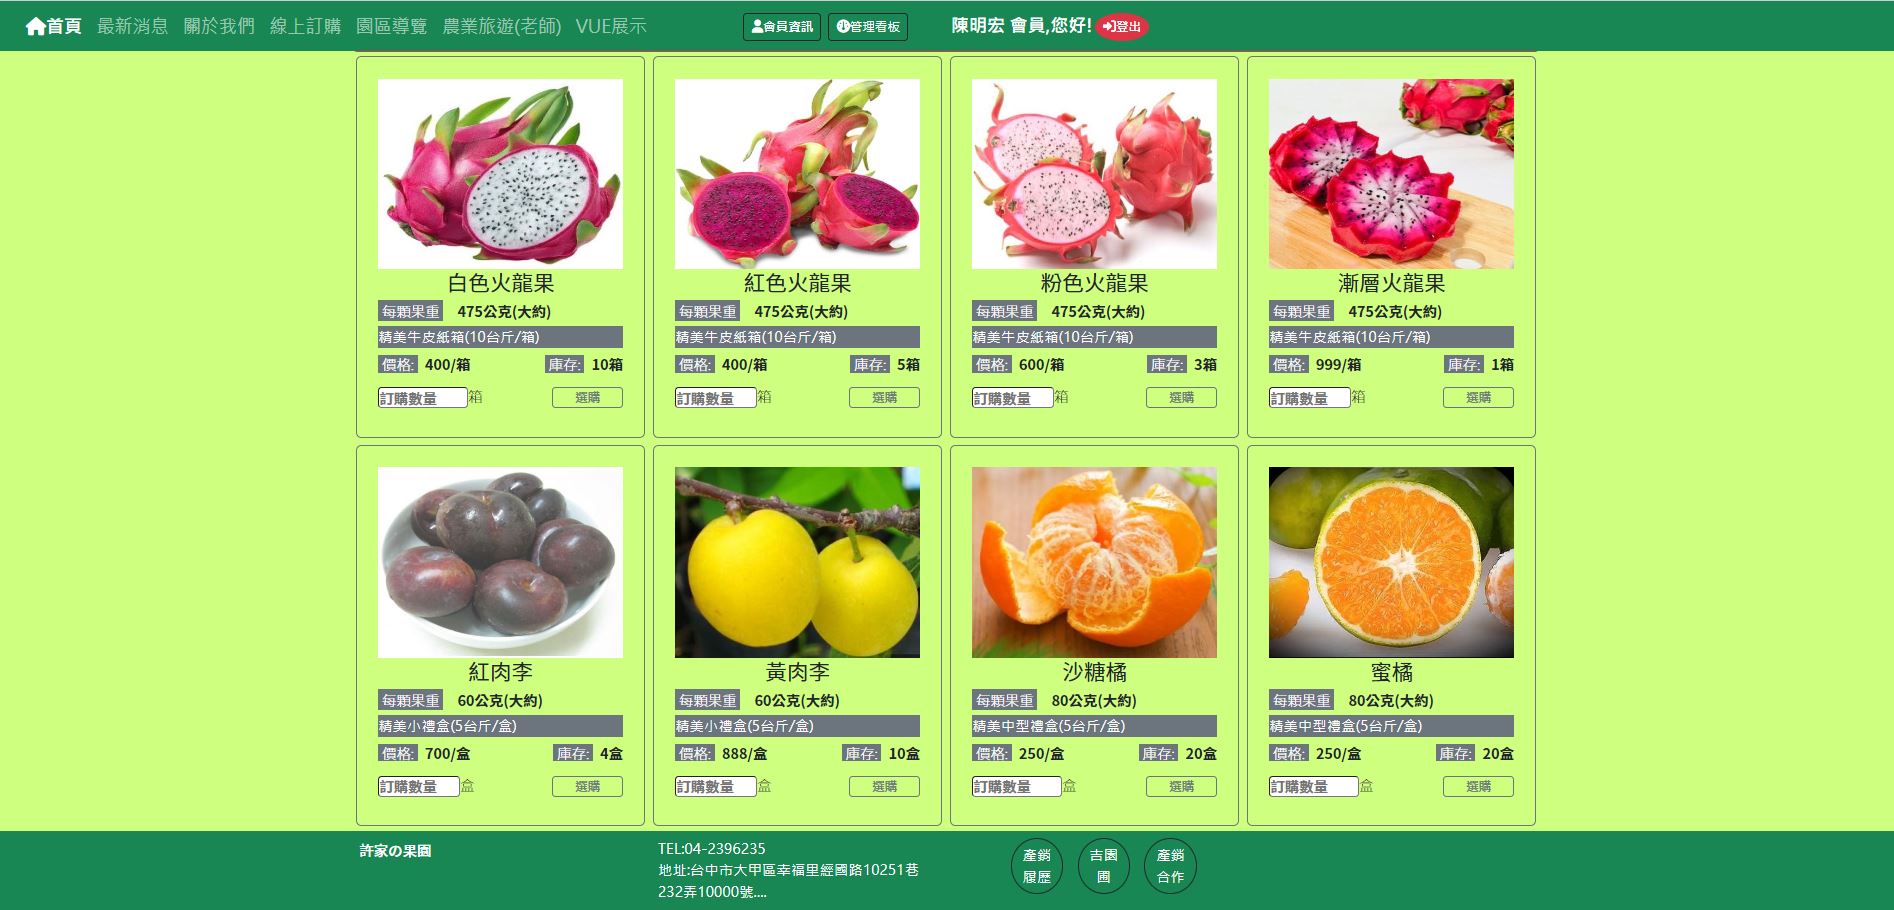 首頁 最新消息 關於我們 線上訂購 園區導覽 農業旅遊(老師) VUE展示 會員資訊 管理看板 陳明宏 會員,您好! 登出
白色火龍果
每顆果重 475公克(大約)
精美牛皮紙箱(10台斤/箱)
價格: 400/箱 庫存: 10箱
訂購數量 箱 選購
紅色火龍果
每顆果重 475公克(大約)
精美牛皮紙箱(10台斤/箱)
價格: 400/箱 庫存: 5箱
訂購數量 箱 選購
粉色火龍果
每顆果重 475公克(大約)
精美牛皮紙箱(10台斤/箱)
價格: 600/箱 庫存: 3箱
訂購數量 箱 選購
漸層火龍果
每顆果重 475公克(大約)
精美牛皮紙箱(10台斤/箱)
價格: 999/箱 庫存: 1箱
訂購數量 箱 選購
紅肉李
每顆果重 60公克(大約)
精美小禮盒(5台斤/盒)
價格: 700/盒 庫存: 4盒
訂購數量 盒 選購
黃肉李
每顆果重 60公克(大約)
精美小禮盒(5台斤/盒)
價格: 888/盒 庫存: 10盒
訂購數量 盒 選購
沙糖橘
每顆果重 80公克(大約)
精美中型禮盒(5台斤/盒)
價格: 250/盒 庫存: 20盒
訂購數量 盒 選購
蜜橘
每顆果重 80公克(大約)
精美中型禮盒(5台斤/盒)
價格: 250/盒 庫存: 20盒
訂購數量 盒 選購
許家の果園
TEL:04-2396235
地址:台中市大甲區幸福里經國路10251巷
232弄10000號....
產銷
履歷
吉園
圃
產銷
合作